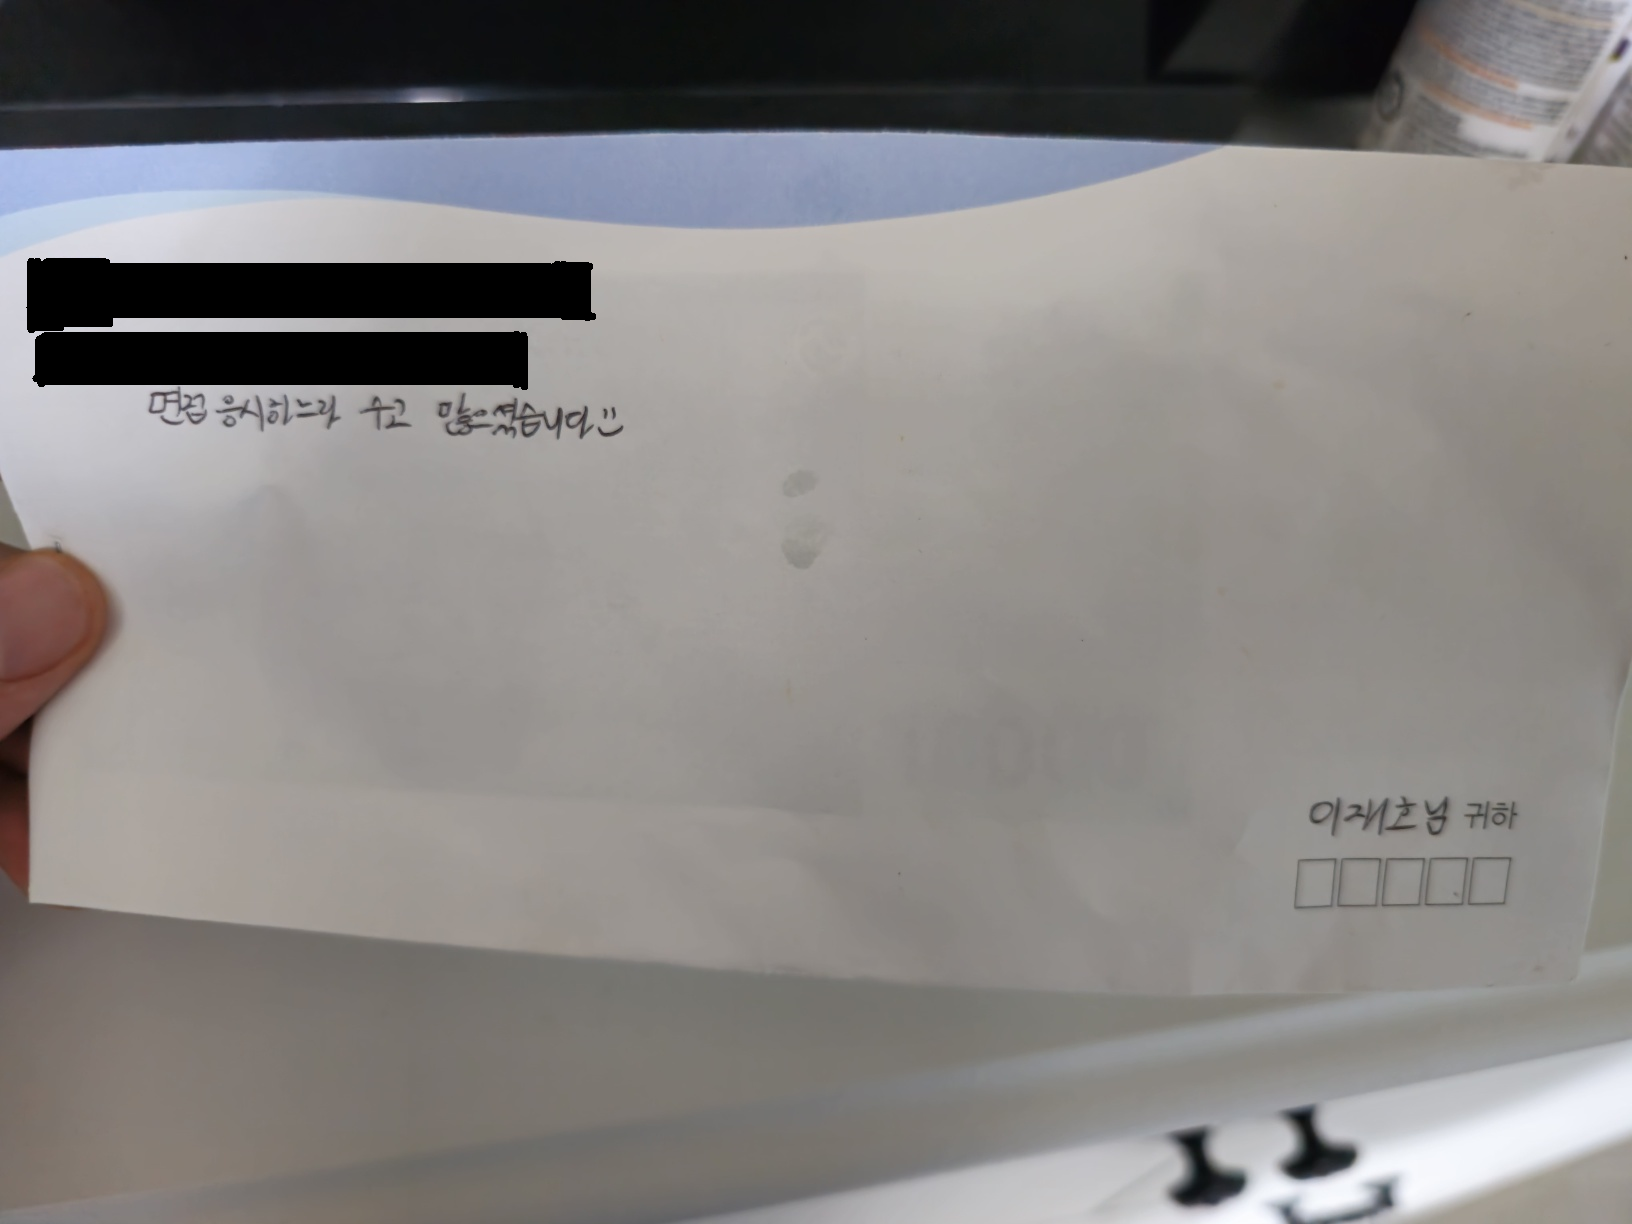 면접 응시하느라 수고 많으셨습니다 :)
이재호님 귀하